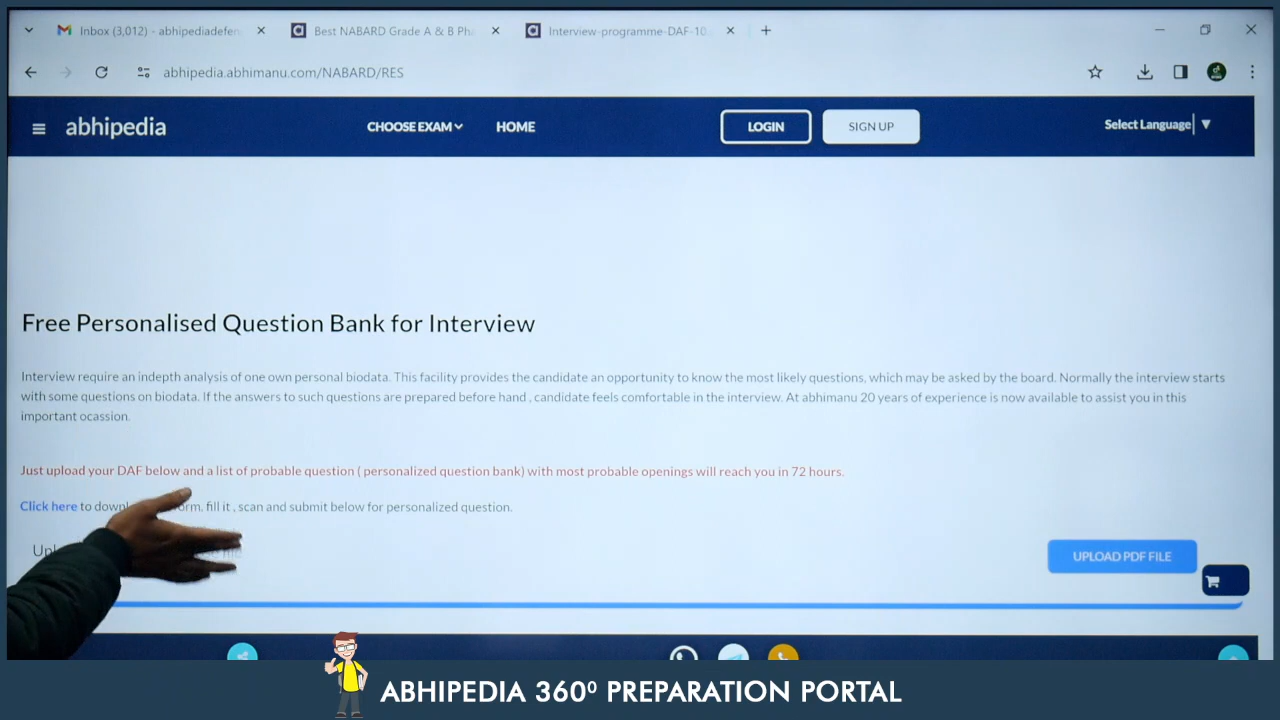 Inbox (3,012) - abhipediadefen
Best NABARD Grade A & B Pha
Interview-programme-DAF-10
abhipedia.abhimanu.com/NABARD/RES
abhipedia
CHOOSE EXAM
HOME
LOGIN
SIGN UP
Select Language
Free Personalised Question Bank for Interview
Interview require an indepth analysis of one own personal biodata. This facility provides the candidate an opportunity to know the most likely questions, which may be asked by the board. Normally the interview starts
with some questions on biodata. If the answers to such questions are prepared before hand , candidate feels comfortable in the interview. At abhimanu 20 years of experience is now available to assist you in this
important ocassion.
Just upload your DAF below and a list of probable question ( personalized question bank) with most probable openings will reach you in 72 hours.
Click here to fill it , scan and submit below for personalized question.
UPLOAD PDF FILE
ABHIPEDIA 360⁰ PREPARATION PORTAL